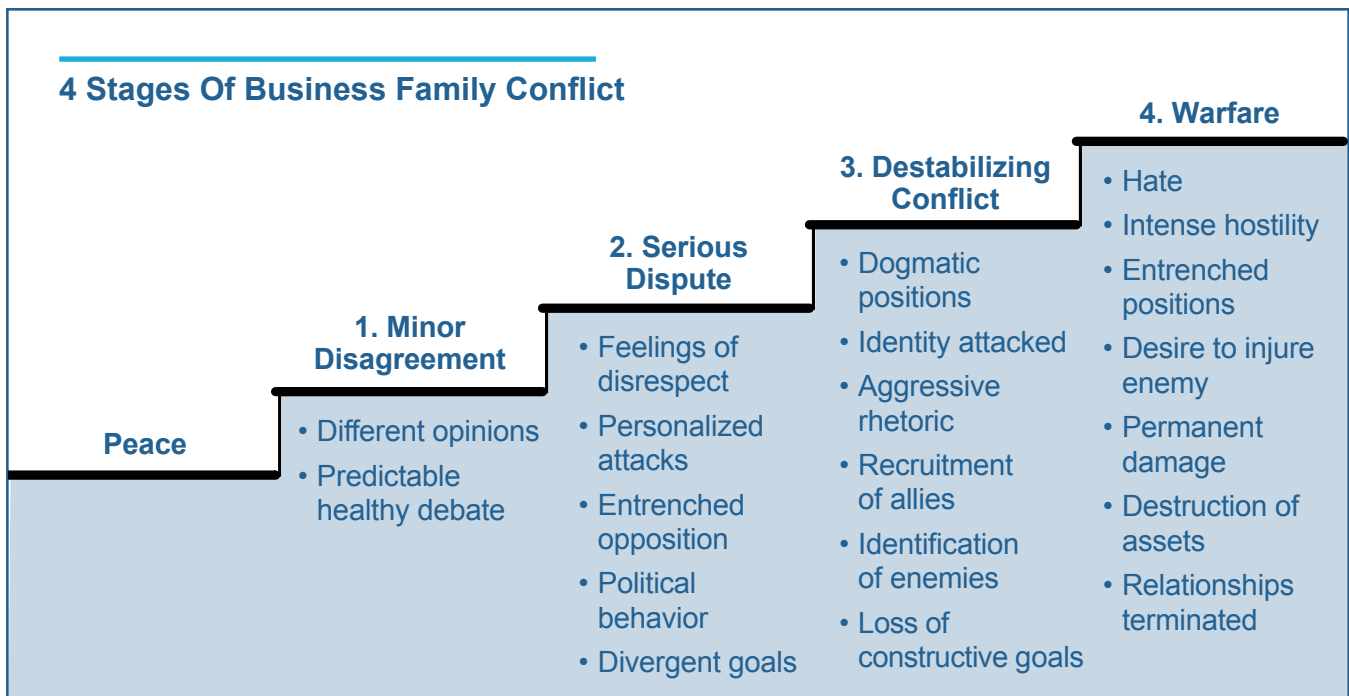 4 Stages Of Business Family Conflict
Peace
1. Minor
Disagreement
• Different opinions
• Predictable
healthy debate
2. Serious
Dispute
• Feelings of
disrespect
• Personalized
attacks
• Entrenched
opposition
• Political
behavior
• Divergent goals
3. Destabilizing
Conflict
• Dogmatic
positions
• Identity attacked
• Aggressive
rhetoric
• Recruitment
of allies
• Identification
of enemies
• Loss of
constructive goals
4. Warfare
• Hate
• Intense hostility
• Entrenched
positions
• Desire to injure
enemy
• Permanent
damage
• Destruction of
assets
• Relationships
terminated